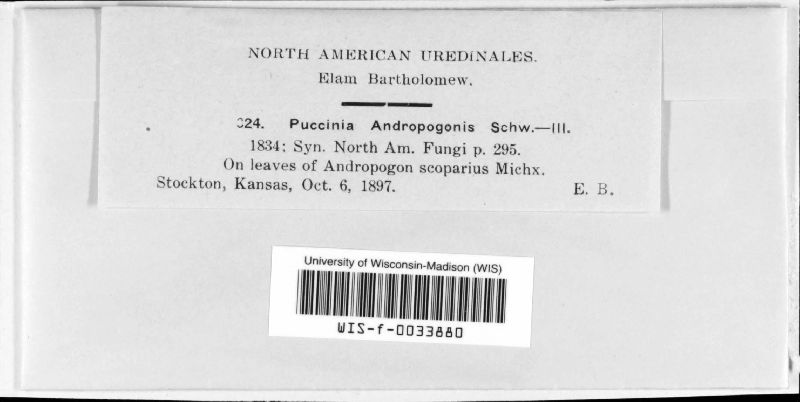 NORTH AMERICAN UREDINALES.
Elam Bartholomew.
324. Puccinia Andropogonis Schw.—III.
1834: Syn. North Am. Fungi p. 295.
On leaves of Andropogon scoparius Michx.
Stockton, Kansas, Oct. 6, 1897. E. B.
University of Wisconsin-Madison (WIS)
WIS-f-0033880